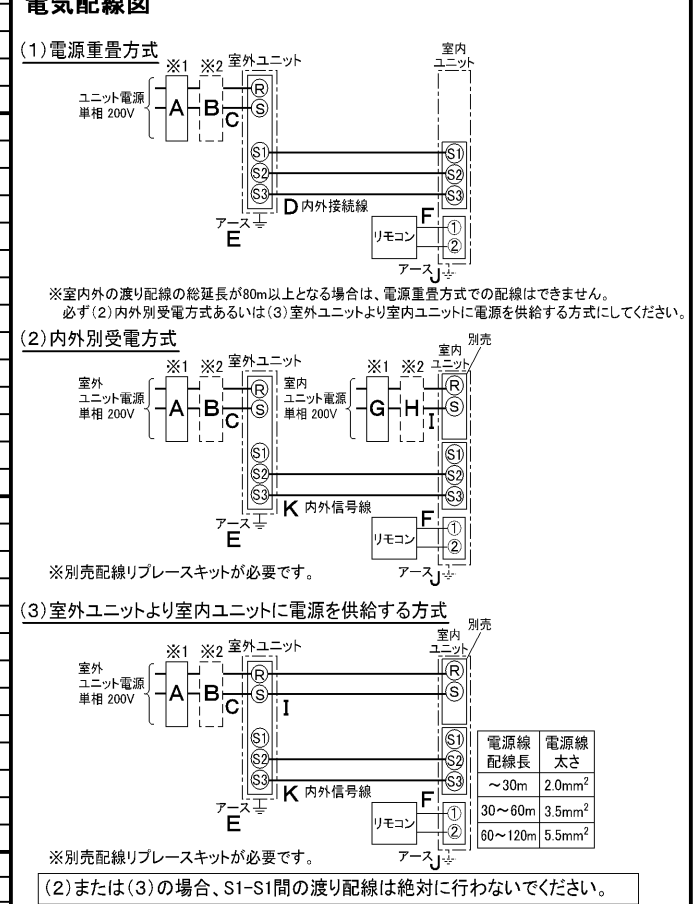 電気配線図
(1)電源重畳方式
※1 ※2 室外ユニット
室内
ユニット
ユニット電源
単相 200V
A B C
R
S
S1 S1
S2 S2
S3 S3
D 内外接続線
アース
E
リモコン
F
①
②
アース J
※室内外の渡り配線の総延長が80m以上となる場合は、電源重畳方式での配線はできません。
必ず(2)内外別受電方式あるいは(3)室外ユニットより室内ユニットに電源を供給する方式にしてください。
(2)内外別受電方式
※1 ※2 室外ユニット
※1 ※2
室内
ユニット
別売
室外
ユニット電源
単相 200V
A B C
R
S
室内
ユニット電源
単相 200V
G H I
R
S
S1 S1
S2 S2
S3 S3
K 内外信号線
アース
E
リモコン
F
①
②
アース J
※別売配線リプレースキットが必要です。
(3)室外ユニットより室内ユニットに電源を供給する方式
※1 ※2 室外ユニット
室内
ユニット
別売
室外
ユニット電源
単相 200V
A B C
R R
S S
I
S1 S1
S2 S2
S3 S3
K 内外信号線
アース
E
リモコン
F
①
②
アース J
電源線 電源線
配線長 太さ
～30m 2.0mm²
30～60m 3.5mm²
60～120m 5.5mm²
※別売配線リプレースキットが必要です。
(2)または(3)の場合、S1-S1間の渡り配線は絶対に行わないでください。